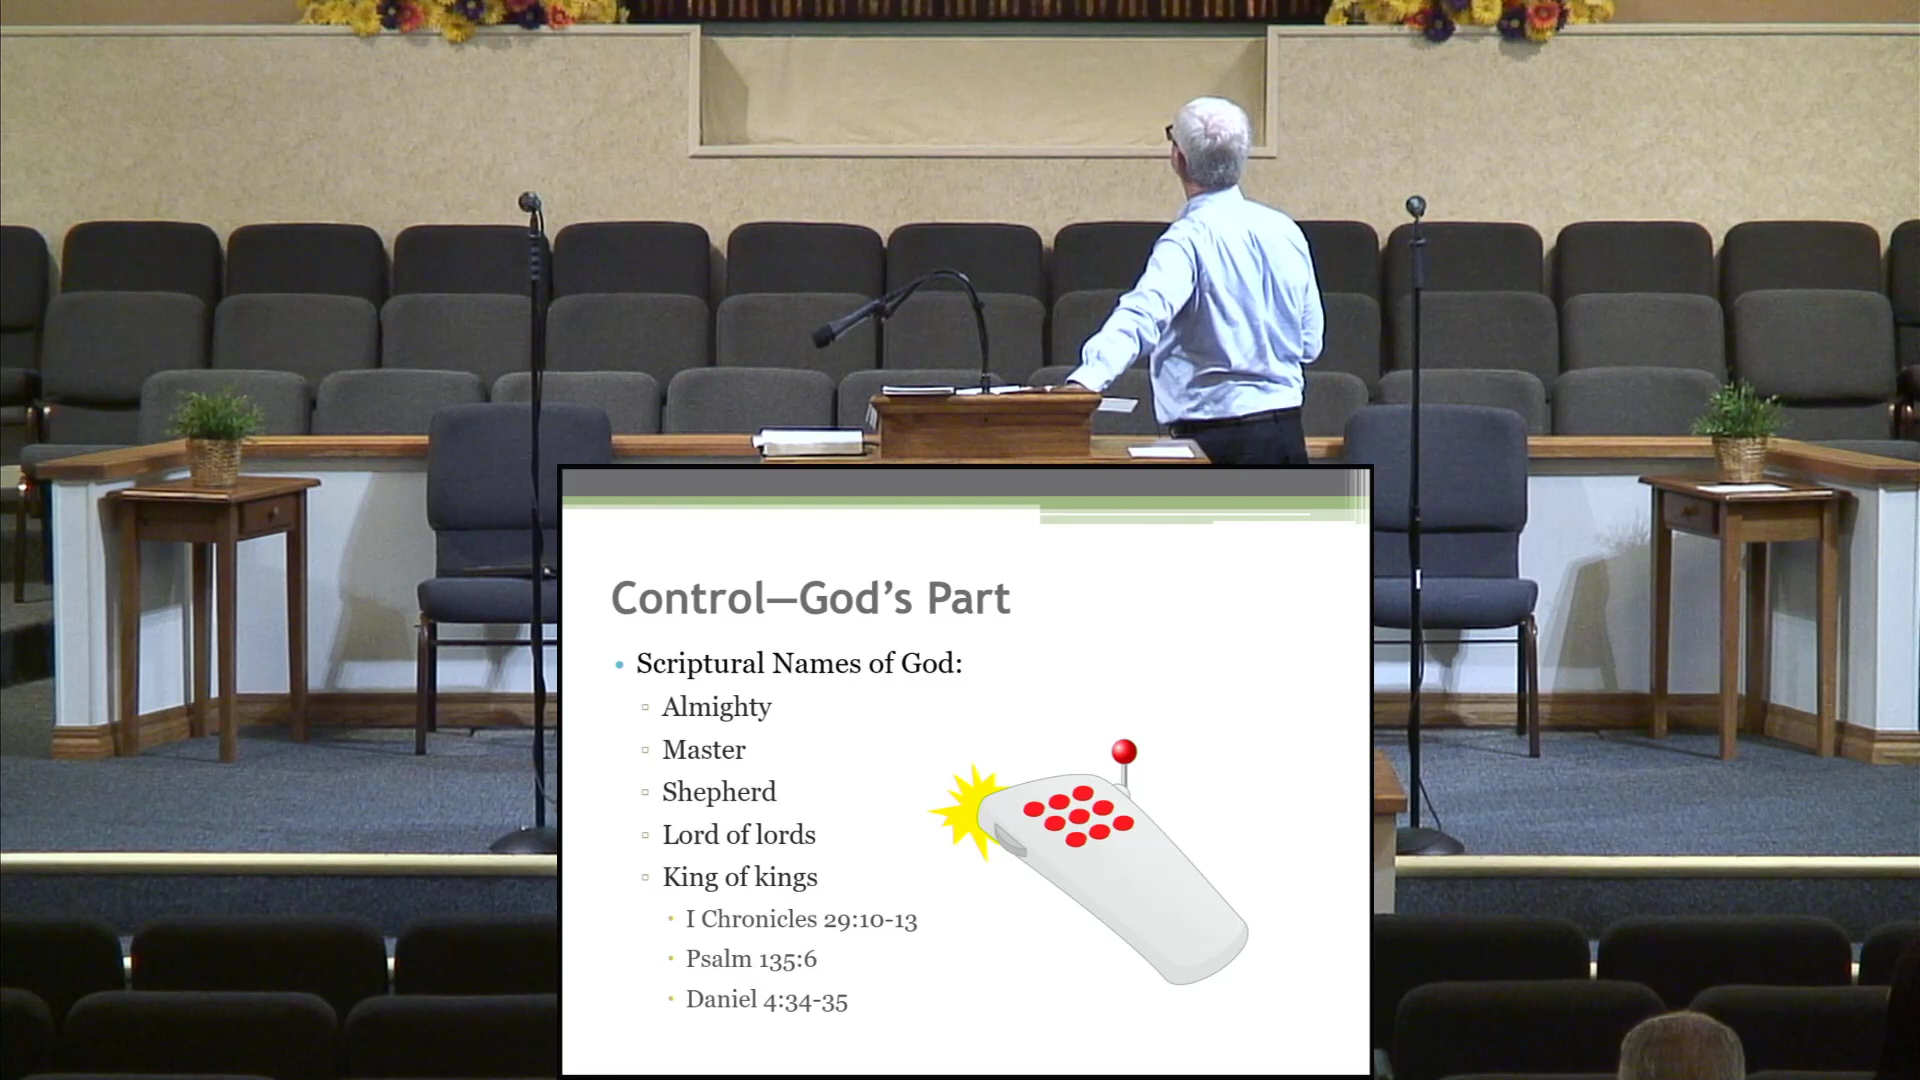 Control—God’s Part
• Scriptural Names of God:
▫ Almighty
▫ Master
▫ Shepherd
▫ Lord of lords
▫ King of kings
• I Chronicles 29:10-13
• Psalm 135:6
• Daniel 4:34-35